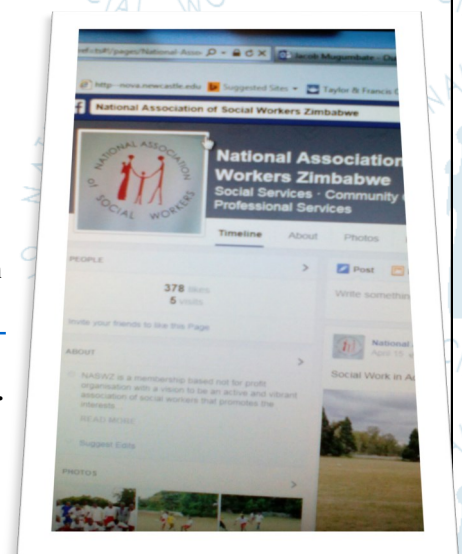 http://nova.newcastle.edu
Suggested Sites
Taylor & Francis
National Association of Social Workers Zimbabwe
NATIONAL ASSOCIATION
of SOCIAL WORKERS
National Association
Workers Zimbabwe
Social Services · Community
Professional Services
Timeline About Photos
PEOPLE
378 likes
5 visits
Invite your friends to like this Page
ABOUT
NASWZ is a membership based not for profit
organisation with a vision to be an active and vibrant
association of social workers that promotes the
interests
READ MORE
Suggest Edits
PHOTOS
Post
Write something
National
April 15
Social Work in